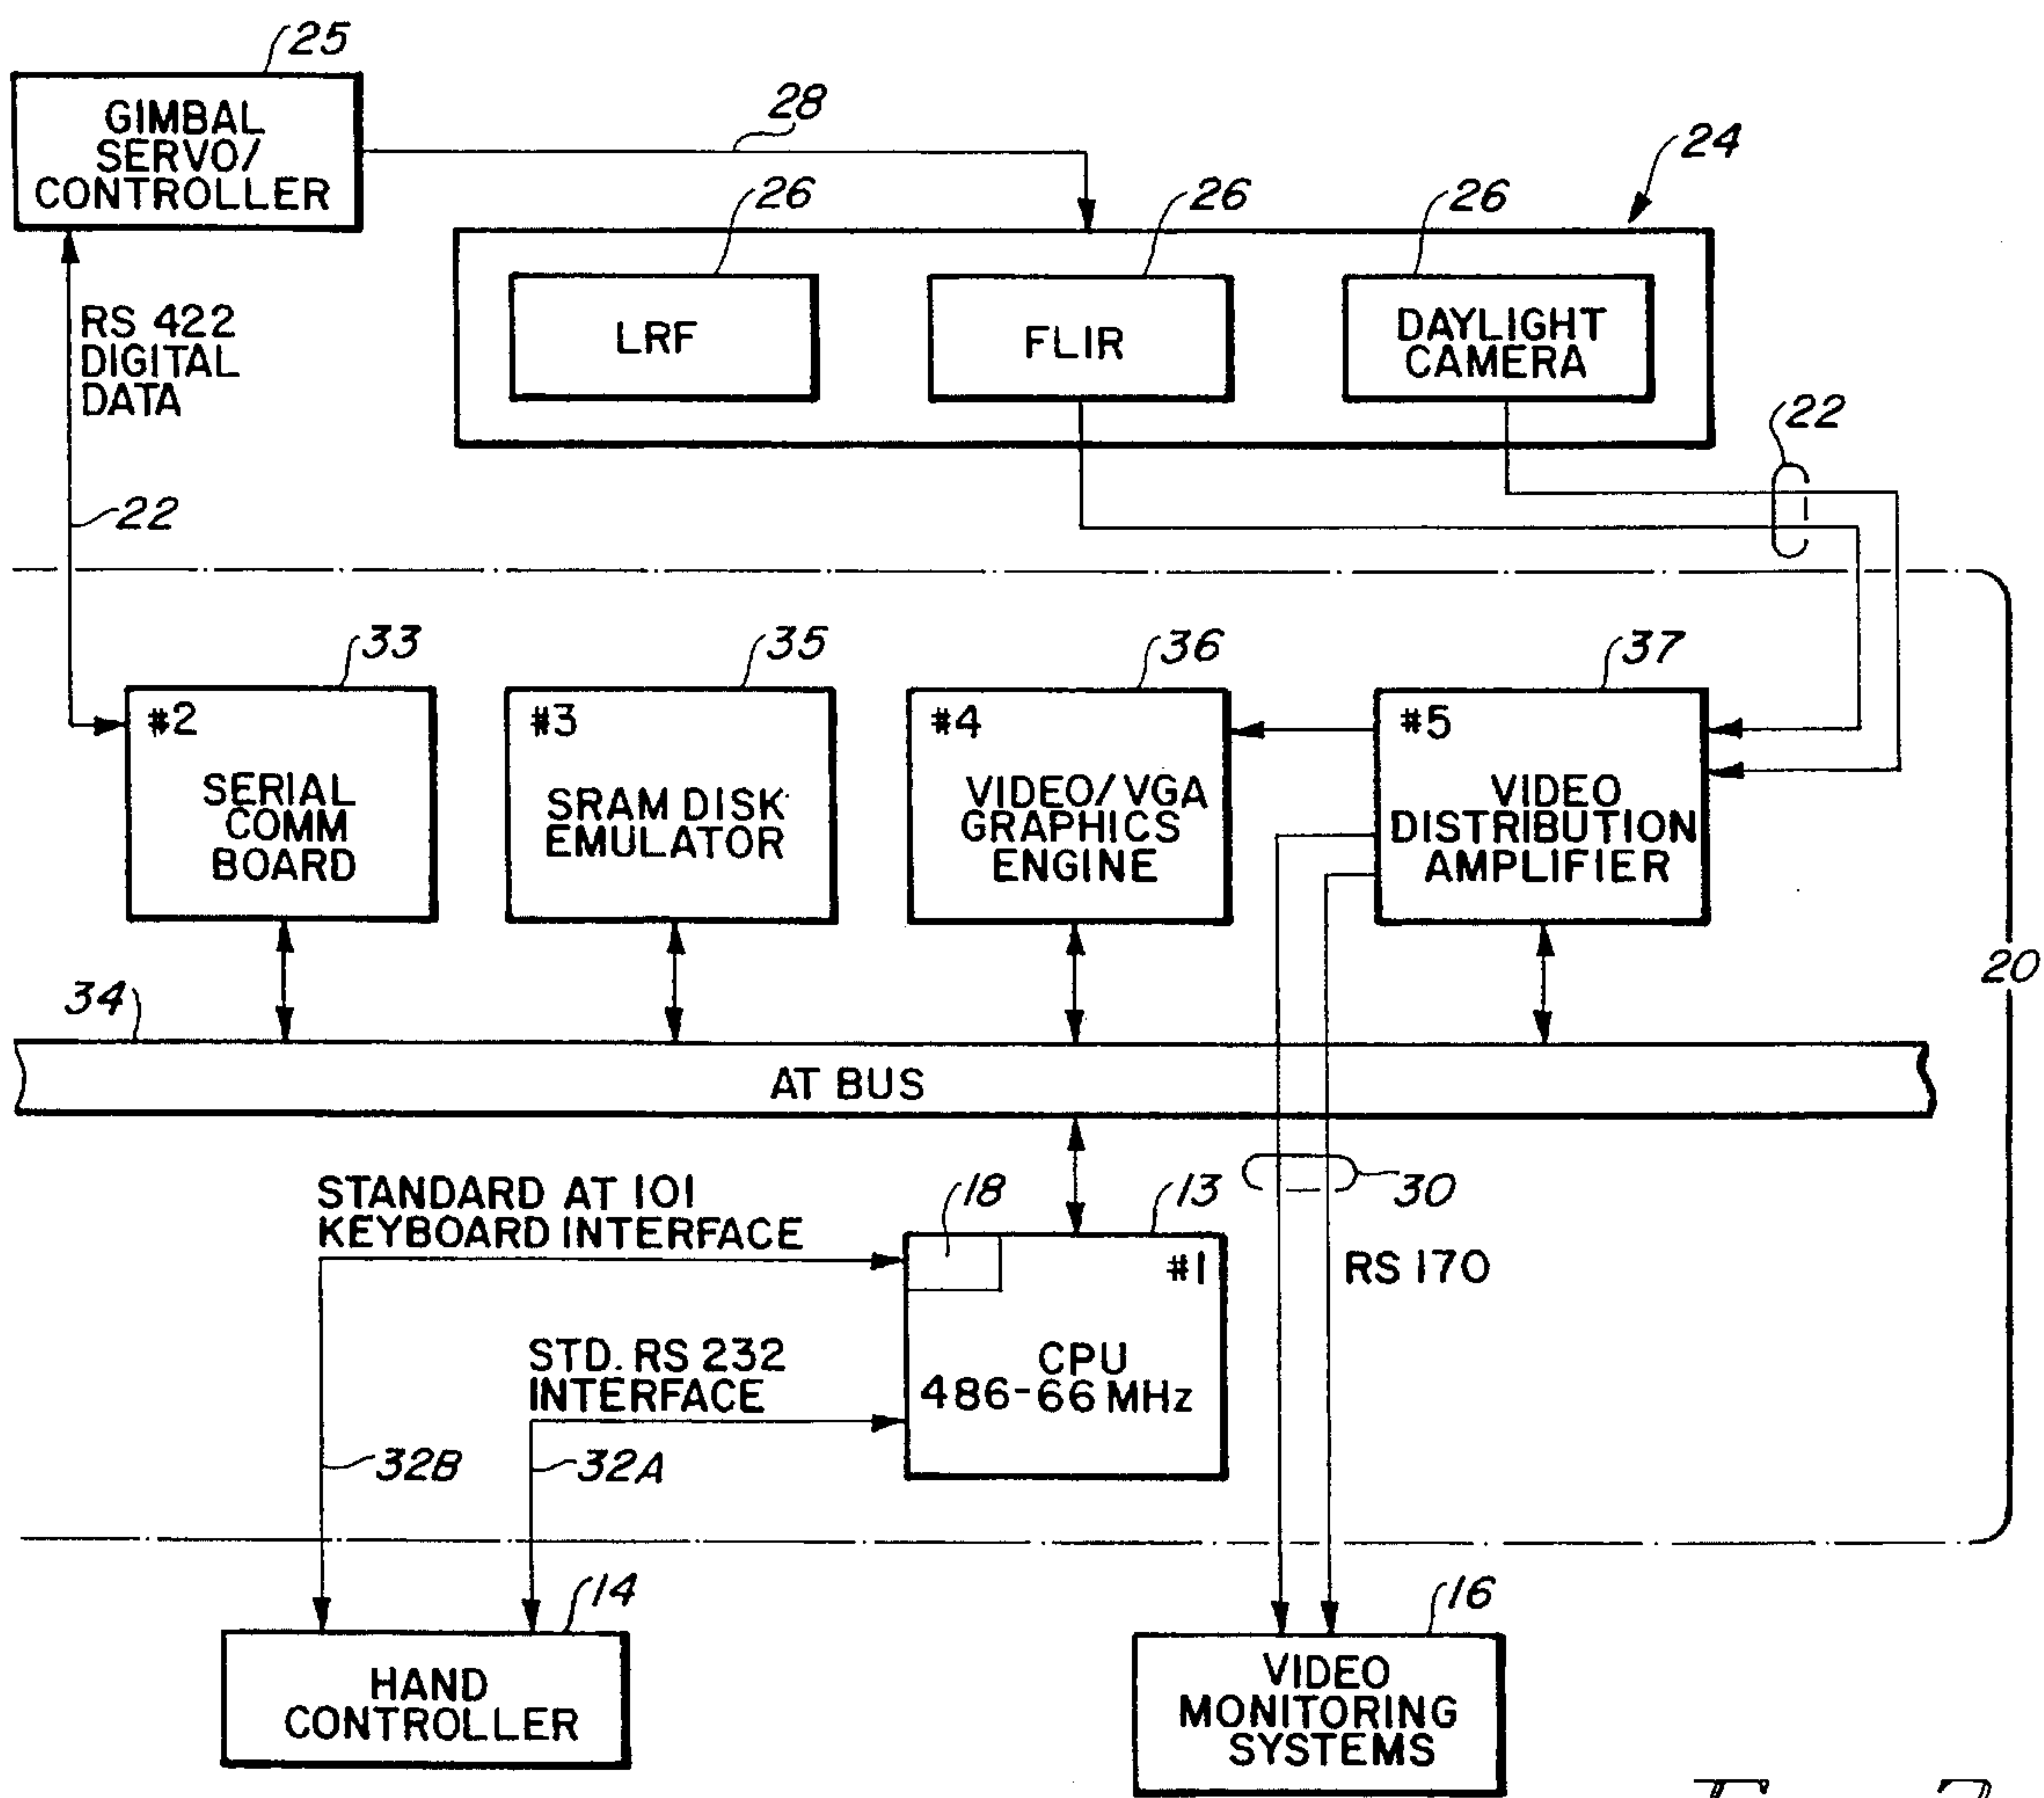 25
GIMBAL
SERVO/
CONTROLLER
28
24
26
26
26
LRF
FLIR
DAYLIGHT
CAMERA
RS 422
DIGITAL
DATA
22
22
33
35
36
37
#2
SERIAL
COMM
BOARD
#3
SRAM DISK
EMULATOR
#4
VIDEO/VGA
GRAPHICS
ENGINE
#5
VIDEO
DISTRIBUTION
AMPLIFIER
20
34
AT BUS
STANDARD AT 101
KEYBOARD INTERFACE
18
13
30
#1
RS 170
STD. RS 232
INTERFACE
CPU
486-66 MHz
32B
32A
14
16
HAND
CONTROLLER
VIDEO
MONITORING
SYSTEMS